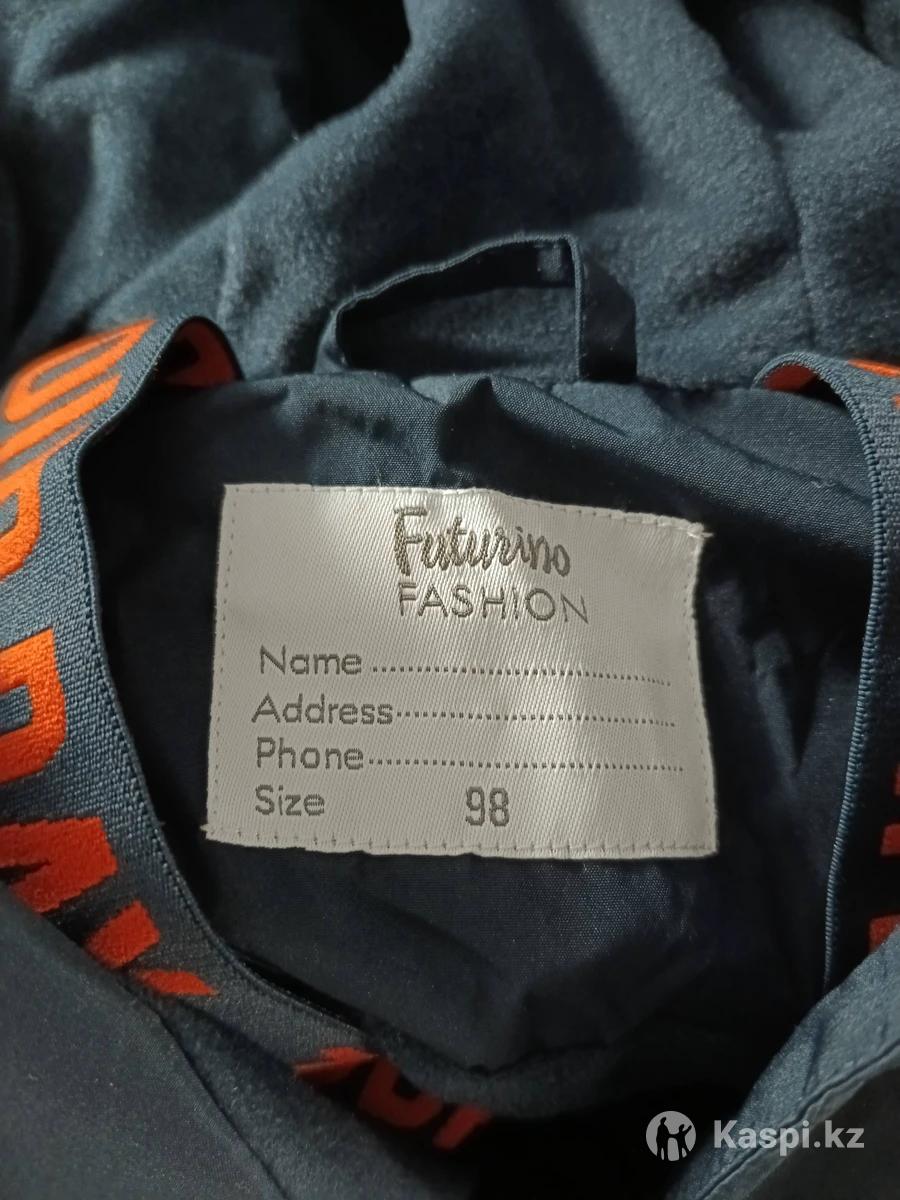 Futurino
FASHION
Name
Address
Phone
Size 98
Kaspi.kz